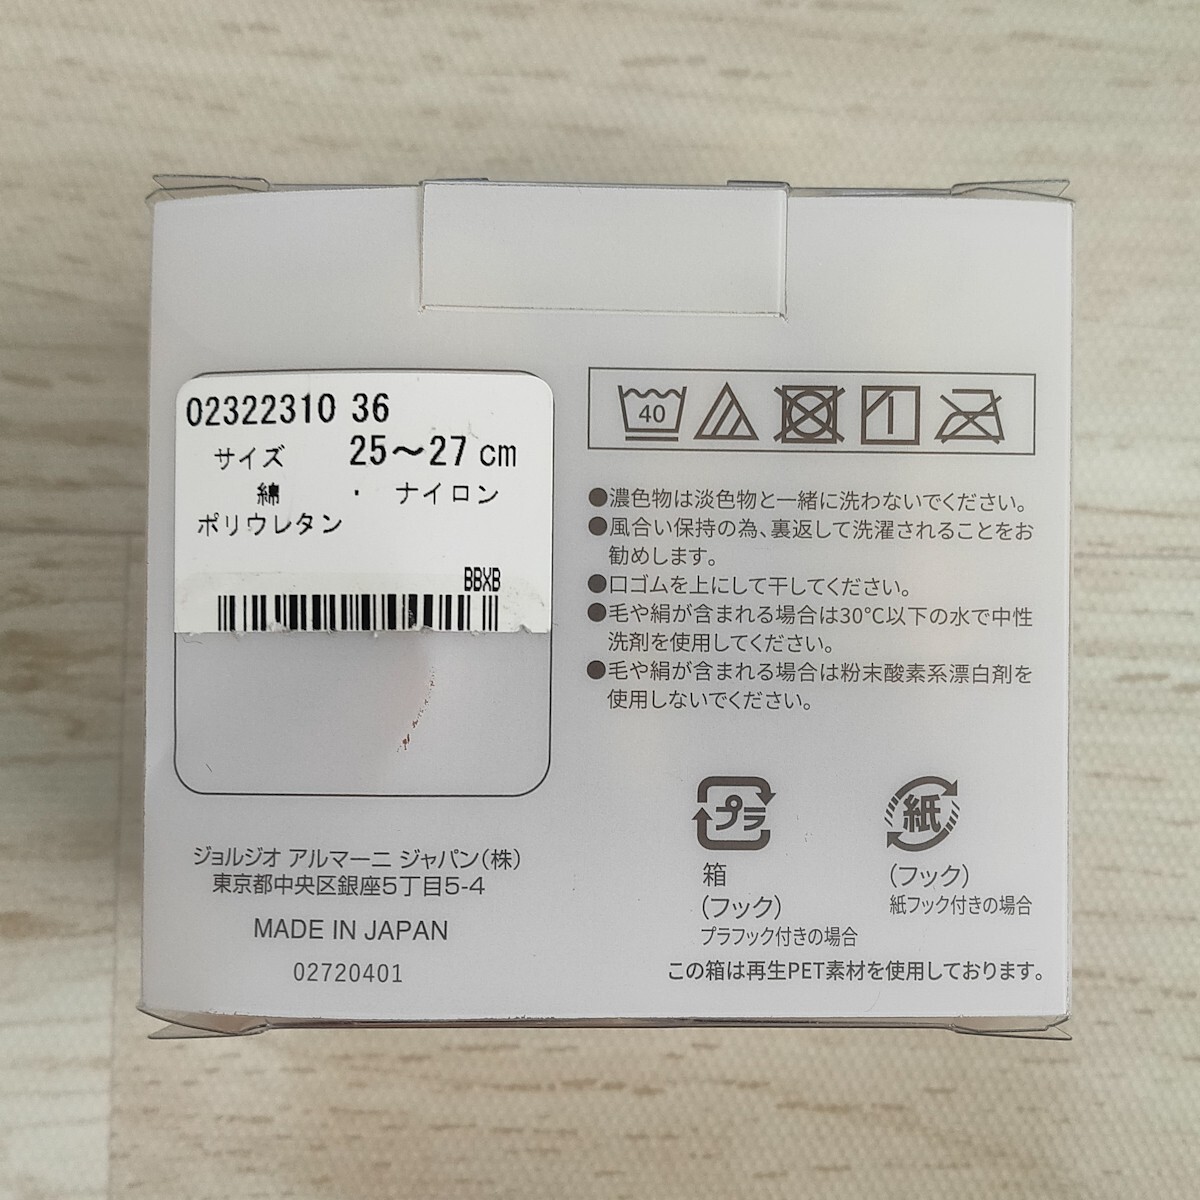 02322310 36
サイズ 25〜27 cm
綿 ・ ナイロン
ポリウレタン
BBXB
40
●濃色物は淡色物と一緒に洗わないでください。
●風合い保持の為、裏返して洗濯されることをお
勧めします。
●口ゴムを上にして干してください。
●毛や絹が含まれる場合は30℃以下の水で中性
洗剤を使用してください。
●毛や絹が含まれる場合は粉末酸素系漂白剤を
使用しないでください。
プラ
箱
(フック)
プラフック付きの場合
紙
(フック)
紙フック付きの場合
この箱は再生PET素材を使用しております。
ジョルジオ アルマーニ ジャパン(株)
東京都中央区銀座5丁目5-4
MADE IN JAPAN
02720401